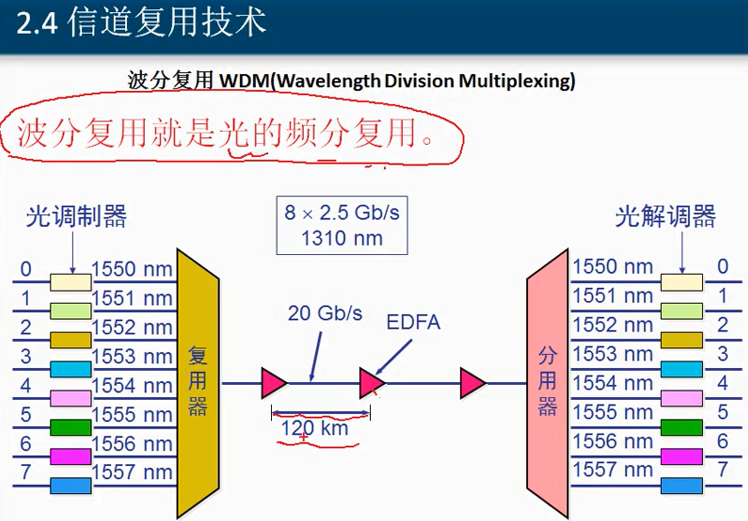 2.4 信道复用技术
波分复用 WDM(Wavelength Division Multiplexing)
波分复用就是光的频分复用。
光调制器
8 × 2.5 Gb/s
1310 nm
光解调器
0 1550 nm
1 1551 nm
2 1552 nm
3 1553 nm
4 1554 nm
5 1555 nm
6 1556 nm
7 1557 nm
复用器
20 Gb/s
EDFA
120 km
分用器
1550 nm 0
1551 nm 1
1552 nm 2
1553 nm 3
1554 nm 4
1555 nm 5
1556 nm 6
1557 nm 7